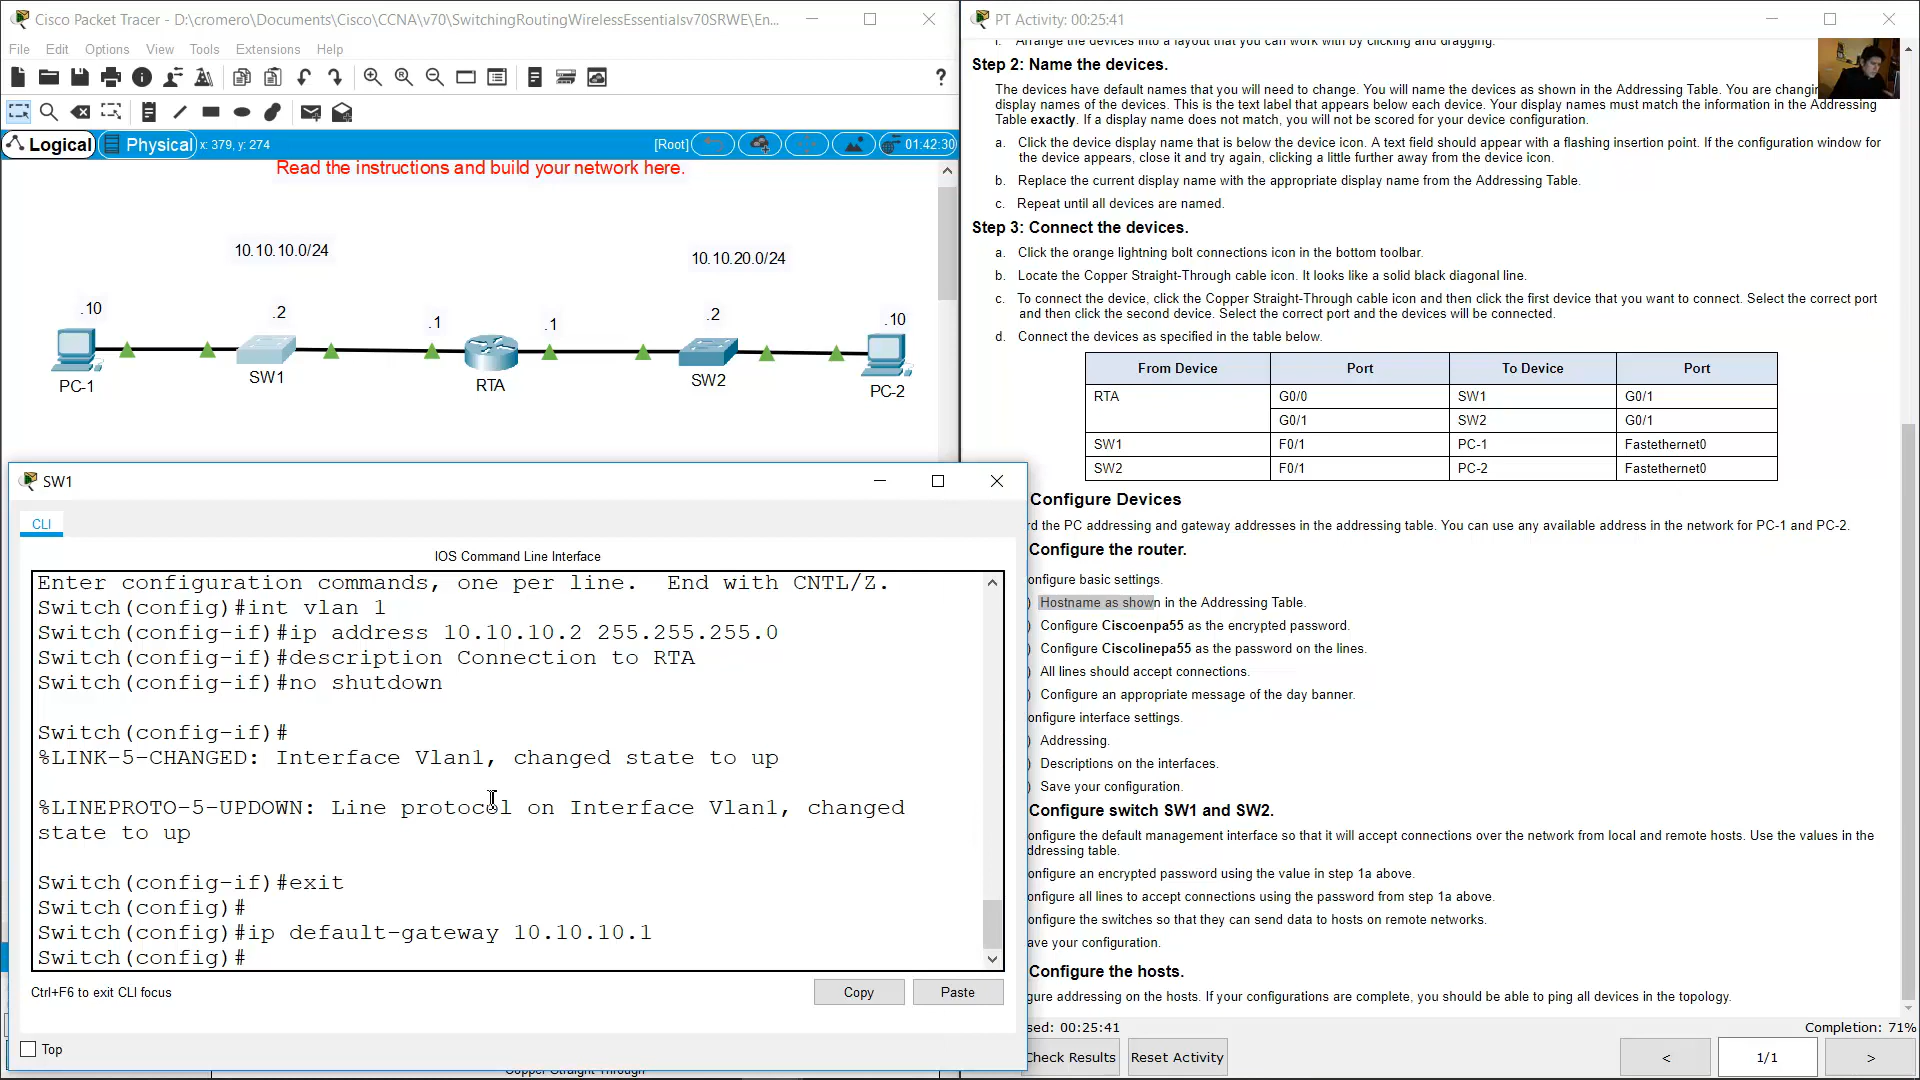 Cisco Packet Tracer - D:\cromero\Documents\Cisco\CCNA\v70\SwitchingRoutingWirelessEssentialsv70SRWE\En...
File Edit Options View Tools Extensions Help
Logical
Physical
x: 379, y: 274
[Root]
01:42:30
Read the instructions and build your network here.
10.10.10.0/24
10.10.20.0/24
.10
.2
.1
.1
.2
.10
PC-1
SW1
RTA
SW2
PC-2
SW1
CLI
IOS Command Line Interface
Enter configuration commands, one per line.  End with CNTL/Z.
Switch(config)#int vlan 1
Switch(config-if)#ip address 10.10.10.2 255.255.255.0
Switch(config-if)#description Connection to RTA
Switch(config-if)#no shutdown
Switch(config-if)#
%LINK-5-CHANGED: Interface Vlan1, changed state to up
%LINEPROTO-5-UPDOWN: Line protocol on Interface Vlan1, changed
state to up
Switch(config-if)#exit
Switch(config)#
Switch(config)#ip default-gateway 10.10.10.1
Switch(config)#
Ctrl+F6 to exit CLI focus
Copy
Paste
Top
Copper Straight-Through
PT Activity: 00:25:41
Arrange the devices into a layout that you can work with by clicking and dragging.
Step 2: Name the devices.
The devices have default names that you will need to change. You will name the devices as shown in the Addressing Table. You are changin
display names of the devices. This is the text label that appears below each device. Your display names must match the information in the Addressing
Table exactly. If a display name does not match, you will not be scored for your device configuration.
a. Click the device display name that is below the device icon. A text field should appear with a flashing insertion point. If the configuration window for
the device appears, close it and try again, clicking a little further away from the device icon.
b. Replace the current display name with the appropriate display name from the Addressing Table.
c. Repeat until all devices are named.
Step 3: Connect the devices.
a. Click the orange lightning bolt connections icon in the bottom toolbar.
b. Locate the Copper Straight-Through cable icon. It looks like a solid black diagonal line.
c. To connect the device, click the Copper Straight-Through cable icon and then click the first device that you want to connect. Select the correct port
and then click the second device. Select the correct port and the devices will be connected.
d. Connect the devices as specified in the table below.
From Device Port To Device Port
RTA G0/0 SW1 G0/1
G0/1 SW2 G0/1
SW1 F0/1 PC-1 Fastethernet0
SW2 F0/1 PC-2 Fastethernet0
Configure Devices
rd the PC addressing and gateway addresses in the addressing table. You can use any available address in the network for PC-1 and PC-2.
Configure the router.
onfigure basic settings.
) Hostname as shown in the Addressing Table.
) Configure Ciscoenpa55 as the encrypted password.
) Configure Ciscolinepa55 as the password on the lines.
) All lines should accept connections.
) Configure an appropriate message of the day banner.
onfigure interface settings.
) Addressing.
) Descriptions on the interfaces.
) Save your configuration.
Configure switch SW1 and SW2.
onfigure the default management interface so that it will accept connections over the network from local and remote hosts. Use the values in the
ddressing table.
onfigure an encrypted password using the value in step 1a above.
onfigure all lines to accept connections using the password from step 1a above.
onfigure the switches so that they can send data to hosts on remote networks.
ave your configuration.
Configure the hosts.
gure addressing on the hosts. If your configurations are complete, you should be able to ping all devices in the topology.
sed: 00:25:41
Completion: 71%
Check Results
Reset Activity
<
1/1
>